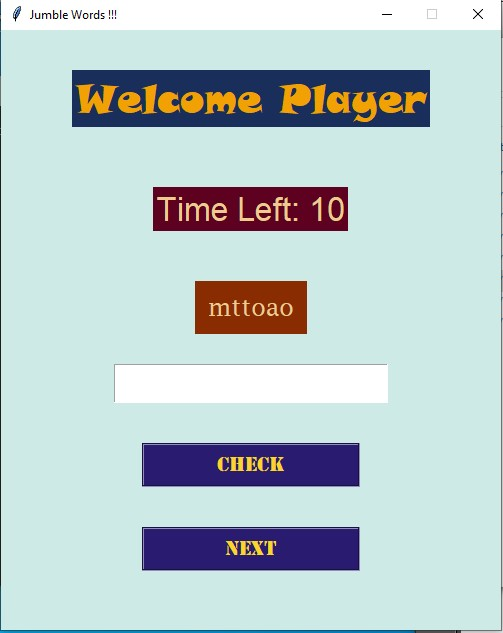 Jumble Words !!!
Welcome Player
Time Left: 10
mttoao
CHECK
NEXT